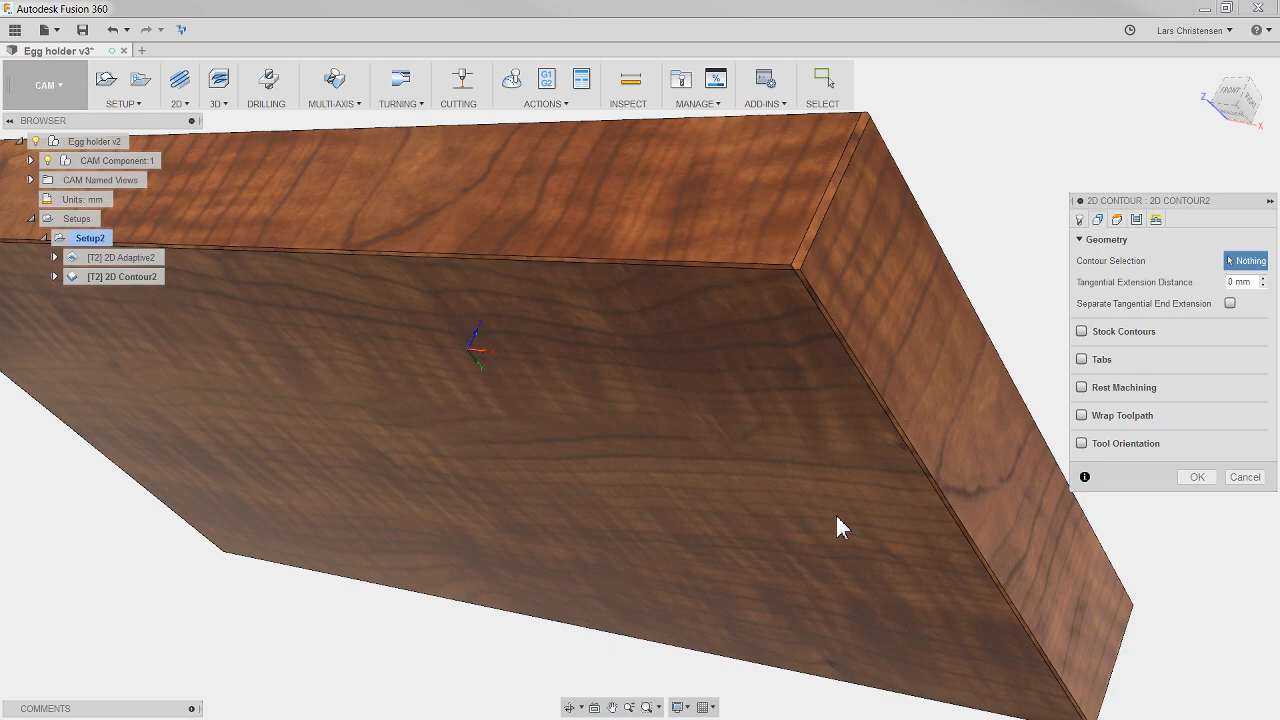 Autodesk Fusion 360
Lars Christensen
Egg holder v3*
CAM
SETUP
2D
3D
DRILLING
MULTI-AXIS
TURNING
CUTTING
G1
G2
ACTIONS
INSPECT
MANAGE
ADD-INS
SELECT
BROWSER
Egg holder v2
CAM Component:1
CAM Named Views
Units: mm
Setups
Setup2
[T2] 2D Adaptive2
[T2] 2D Contour2
FRONT
Z
X
Y
2D CONTOUR : 2D CONTOUR2
Geometry
Contour Selection
Nothing
Tangential Extension Distance
0 mm
Separate Tangential End Extension
Stock Contours
Tabs
Rest Machining
Wrap Toolpath
Tool Orientation
OK
Cancel
COMMENTS